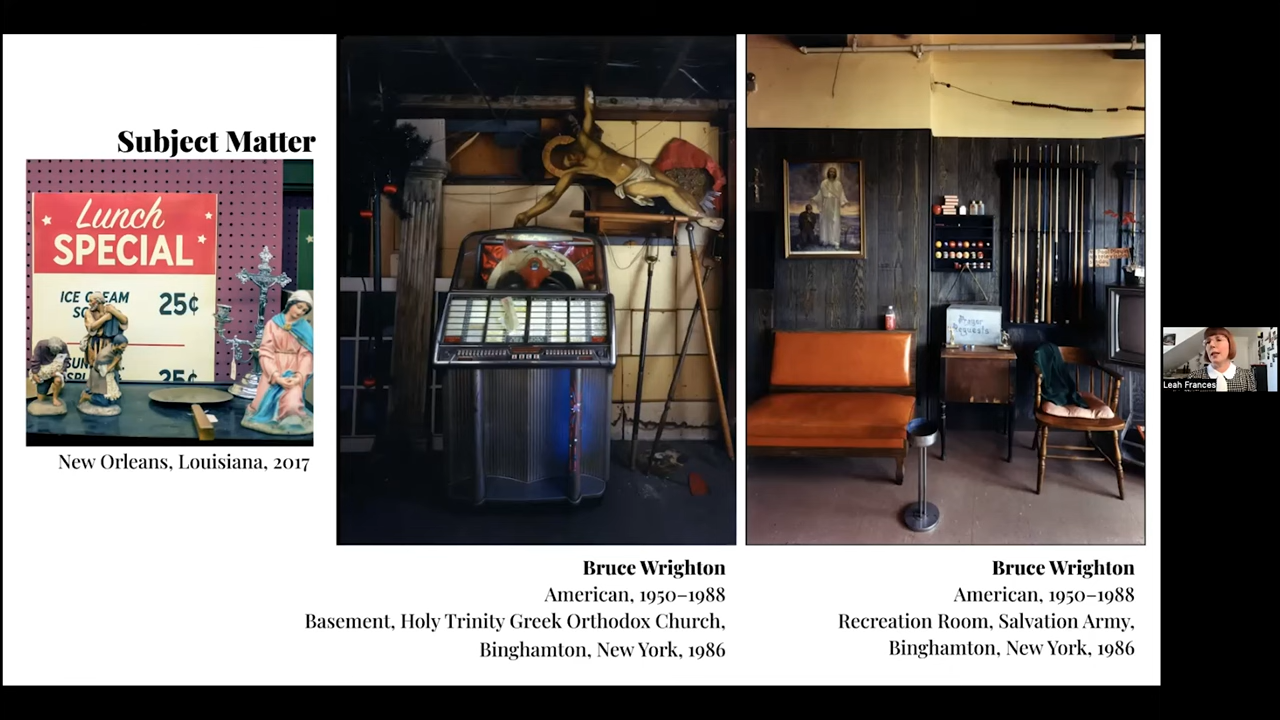 Subject Matter
Lunch
SPECIAL
ICE CREAM
25¢
25¢
New Orleans, Louisiana, 2017
Prayer
Requests
Bruce Wrighton
American, 1950–1988
Basement, Holy Trinity Greek Orthodox Church,
Binghamton, New York, 1986
Bruce Wrighton
American, 1950–1988
Recreation Room, Salvation Army,
Binghamton, New York, 1986
Leah Frances